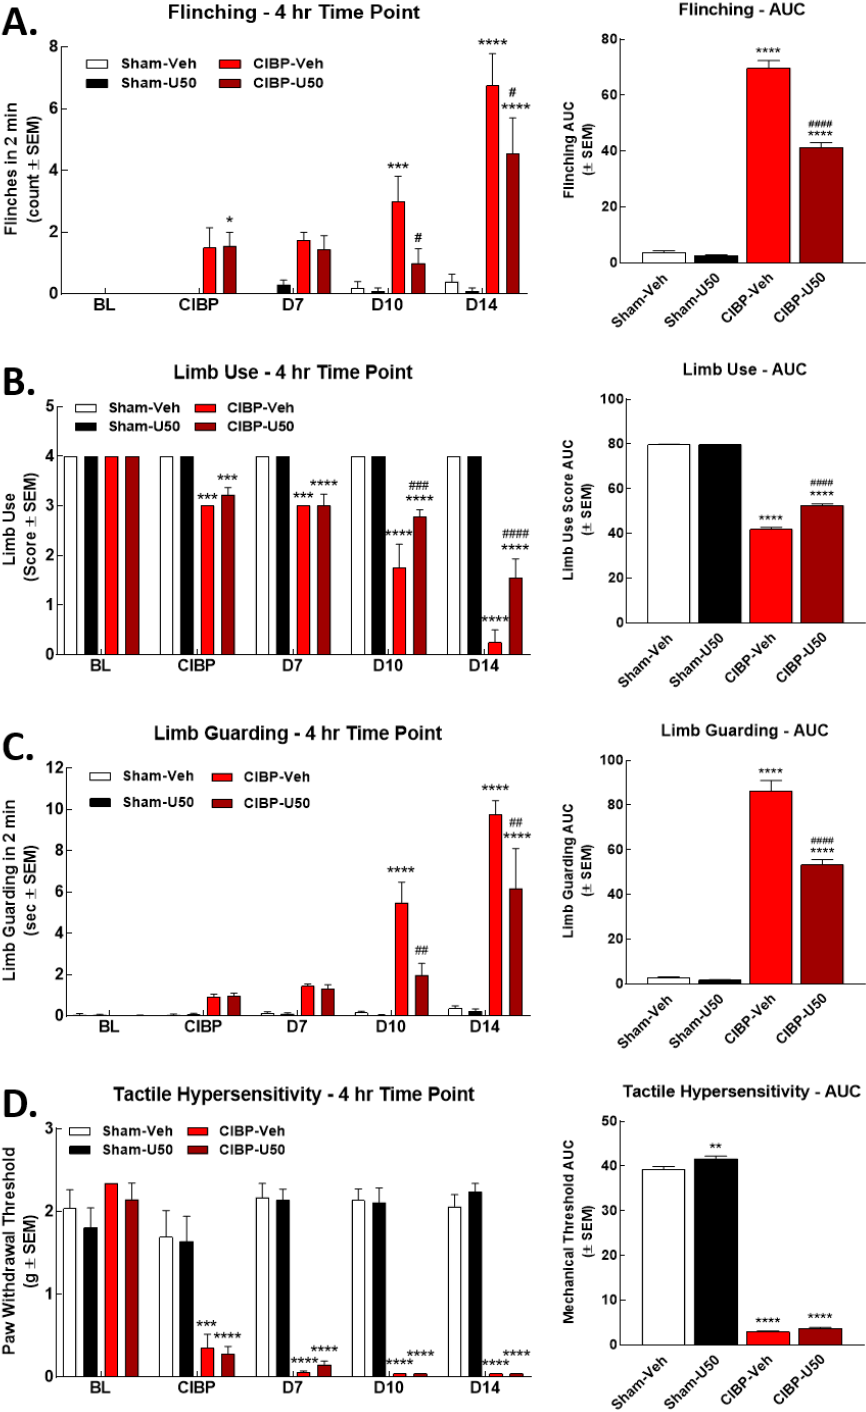 A.
Flinching - 4 hr Time Point
Flinches in 2 min
(count ± SEM)
8
6
4
2
0
Sham-Veh
Sham-U50
CIBP-Veh
CIBP-U50
*
***
#
****
#
****
BL
CIBP
D7
D10
D14
Flinching - AUC
Flinching AUC
(± SEM)
80
60
40
20
0
****
####
****
Sham-Veh
Sham-U50
CIBP-Veh
CIBP-U50
B.
Limb Use - 4 hr Time Point
Limb Use
(Score ± SEM)
5
4
3
2
1
0
Sham-Veh
Sham-U50
CIBP-Veh
CIBP-U50
***
***
***
****
****
###
****
****
####
****
BL
CIBP
D7
D10
D14
Limb Use - AUC
Limb Use Score AUC
(± SEM)
100
80
60
40
20
0
****
####
****
Sham-Veh
Sham-U50
CIBP-Veh
CIBP-U50
C.
Limb Guarding - 4 hr Time Point
Limb Guarding in 2 min
(sec ± SEM)
12
10
8
6
4
2
0
Sham-Veh
Sham-U50
CIBP-Veh
CIBP-U50
****
##
****
##
****
BL
CIBP
D7
D10
D14
Limb Guarding - AUC
Limb Guarding AUC
(± SEM)
100
80
60
40
20
0
****
####
****
Sham-Veh
Sham-U50
CIBP-Veh
CIBP-U50
D.
Tactile Hypersensitivity - 4 hr Time Point
Paw Withdrawal Threshold
(g ± SEM)
3
2
1
0
Sham-Veh
Sham-U50
CIBP-Veh
CIBP-U50
***
****
****
****
****
****
****
****
BL
CIBP
D7
D10
D14
Tactile Hypersensitivity - AUC
Mechanical Threshold AUC
(± SEM)
50
40
30
20
10
0
**
****
****
Sham-Veh
Sham-U50
CIBP-Veh
CIBP-U50